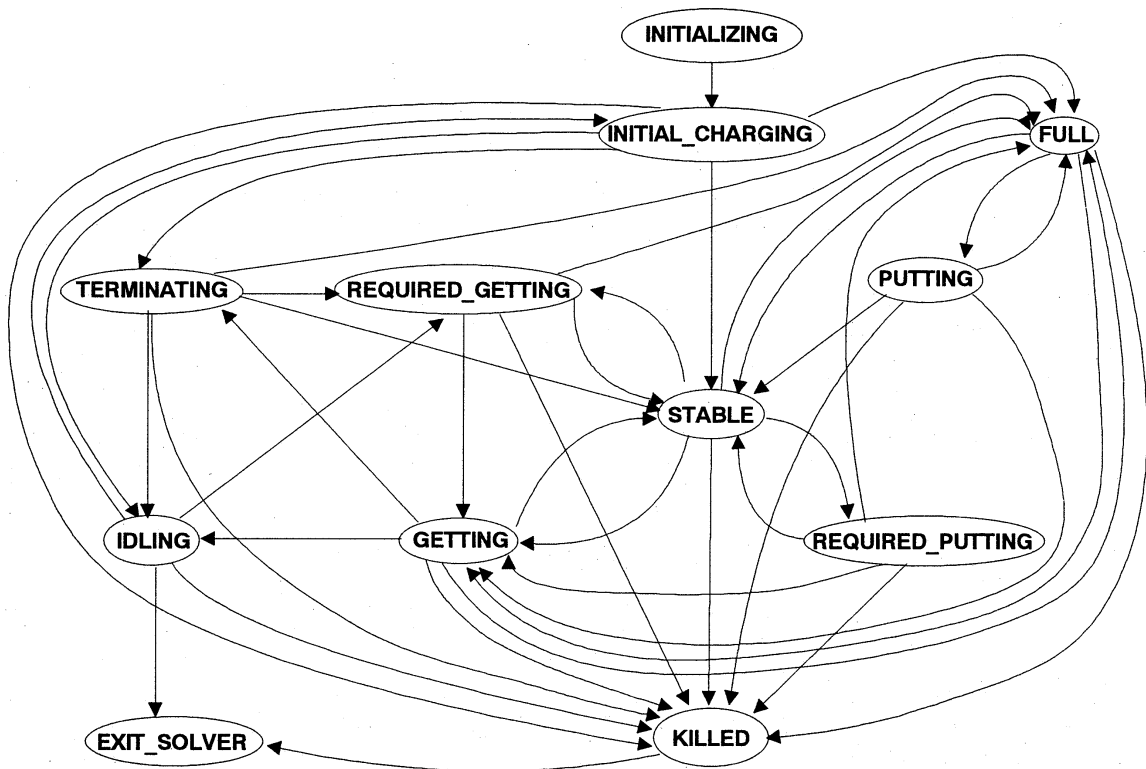 INITIALIZING
INITIAL_CHARGING
FULL
TERMINATING
REQUIRED_GETTING
PUTTING
STABLE
IDLING
GETTING
REQUIRED_PUTTING
EXIT_SOLVER
KILLED